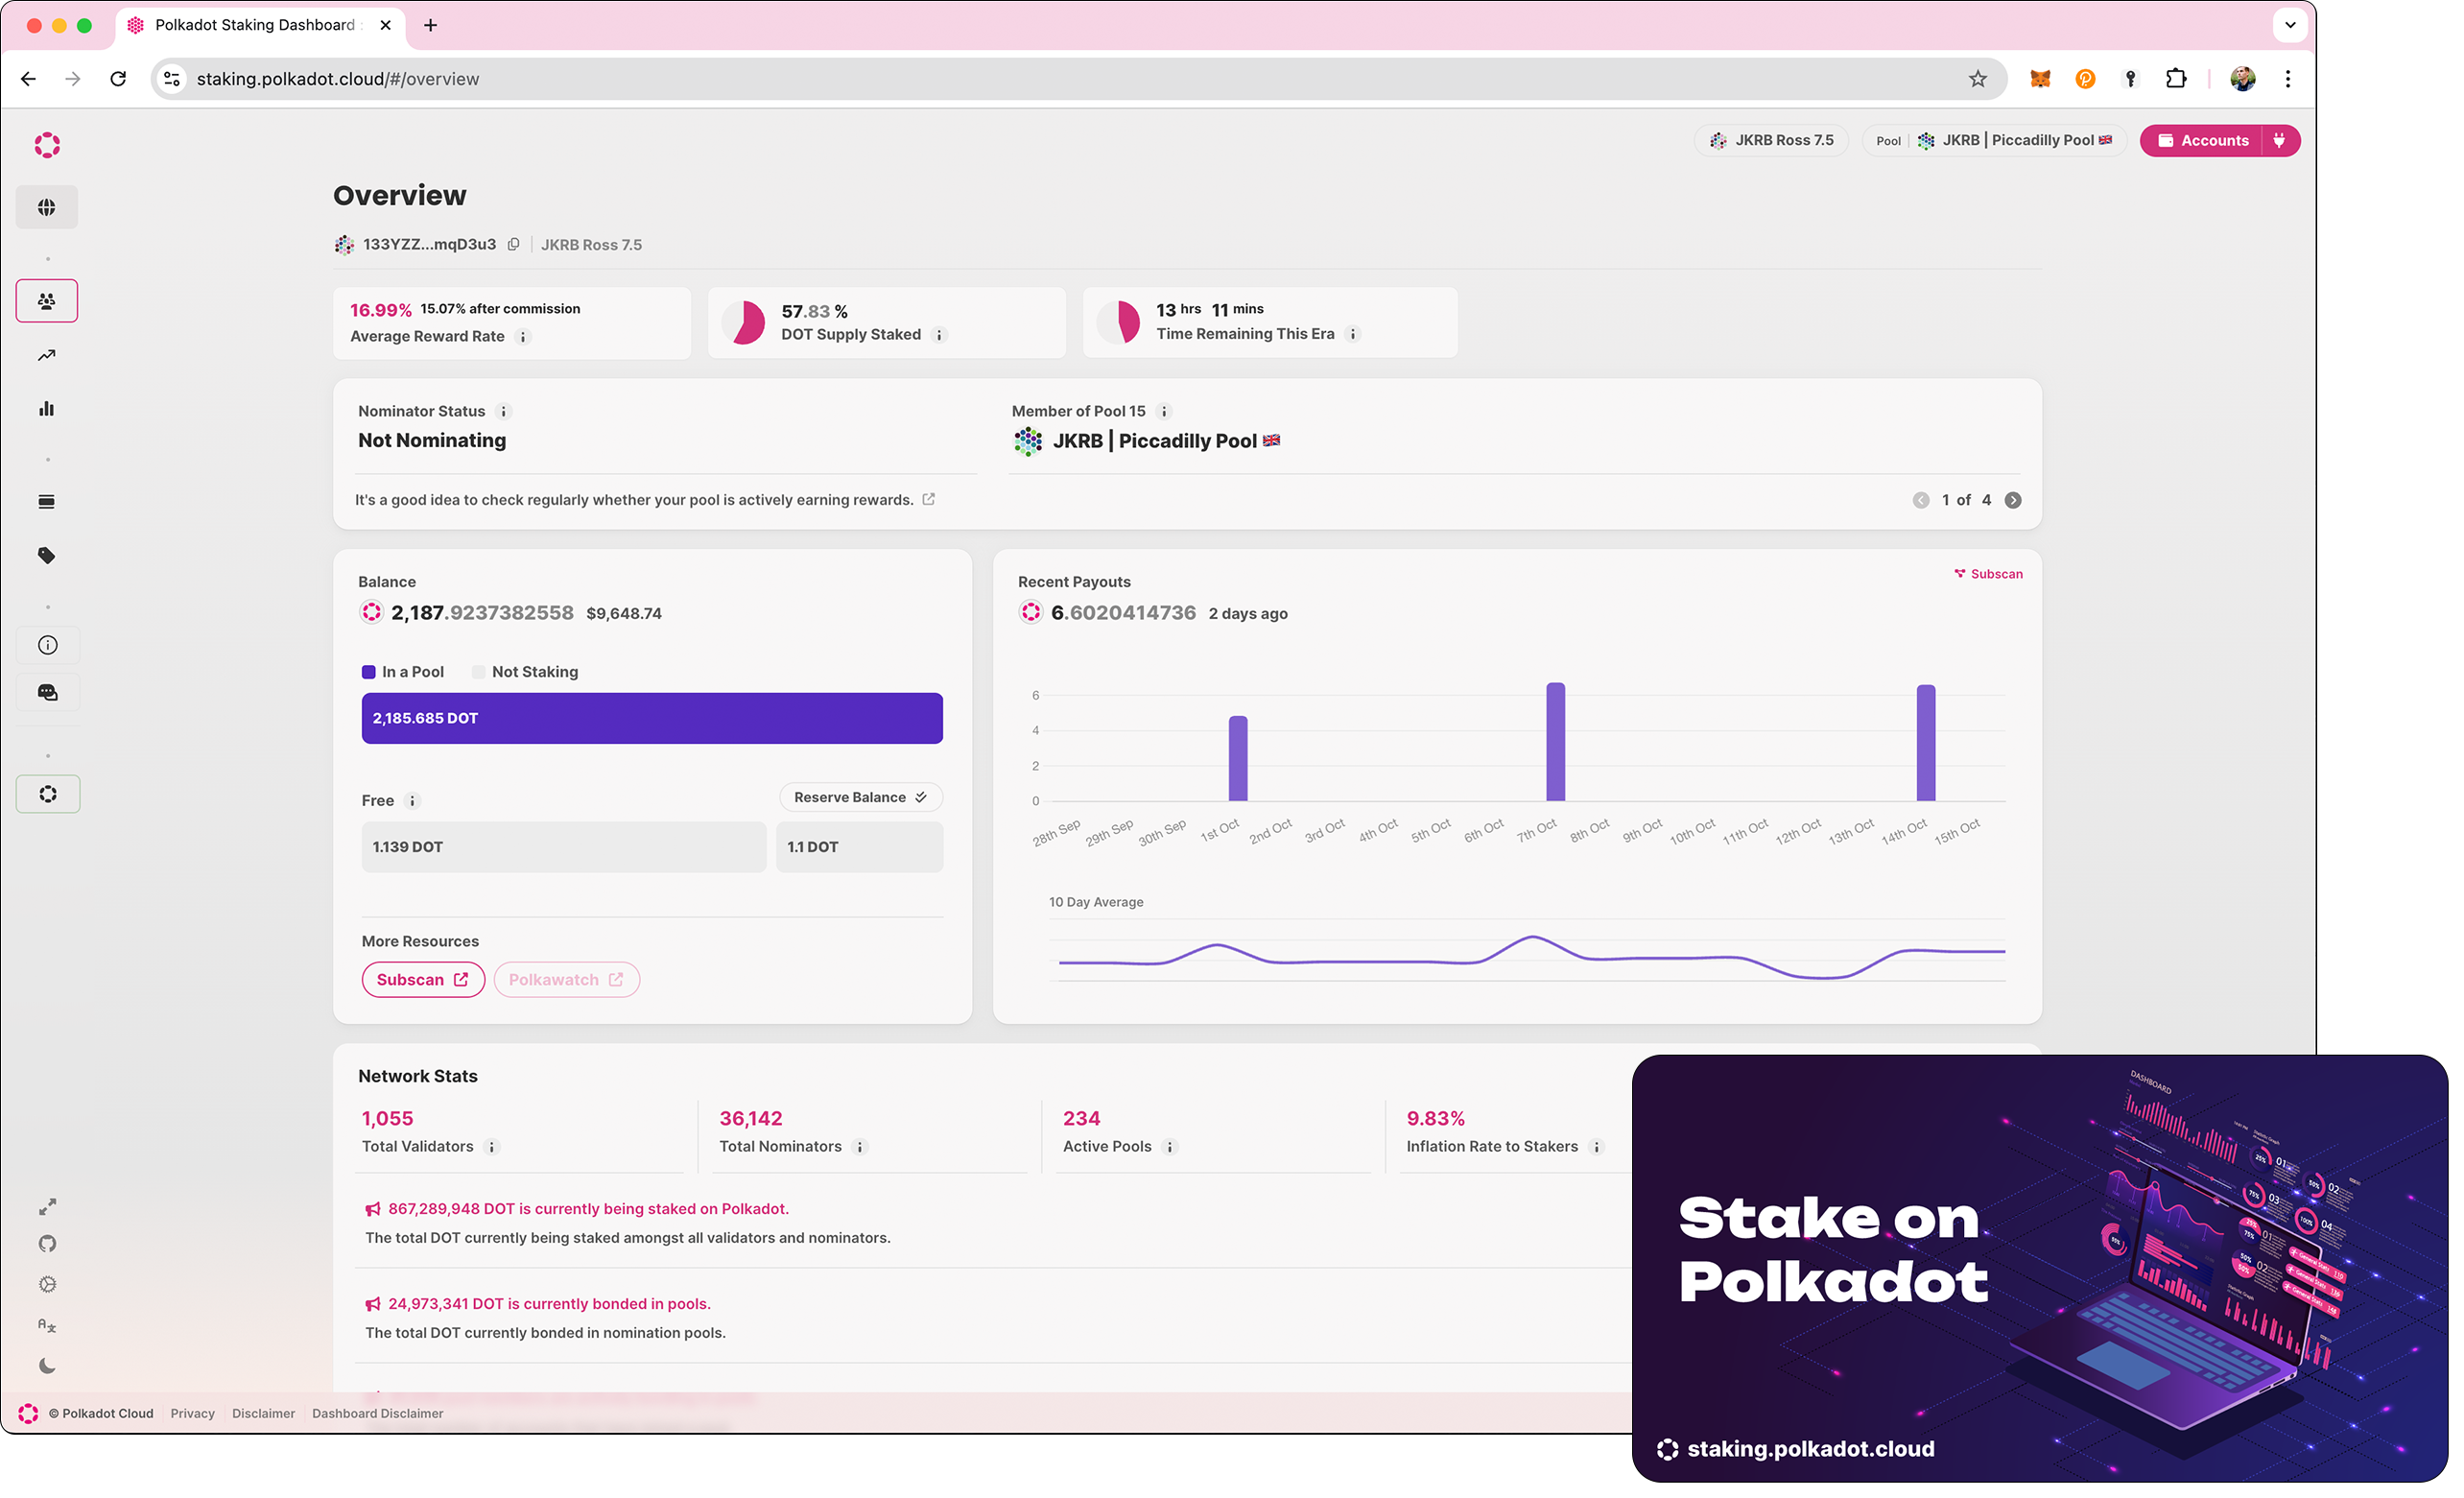 Polkadot Staking Dashboard
staking.polkadot.cloud/#/overview
JKRB Ross 7.5
Pool JKRB | Piccadilly Pool 🇬🇧
Accounts
Overview
133YZZ...mqD3u3 JKRB Ross 7.5
16.99% 15.07% after commission
Average Reward Rate
57.83 %
DOT Supply Staked
13 hrs 11 mins
Time Remaining This Era
Nominator Status
Not Nominating
Member of Pool 15
JKRB | Piccadilly Pool 🇬🇧
It's a good idea to check regularly whether your pool is actively earning rewards.
1 of 4
Balance
2,187.9237382558 $9,648.74
In a Pool Not Staking
2,185.685 DOT
Free
Reserve Balance
1.139 DOT
1.1 DOT
More Resources
Subscan
Polkawatch
Recent Payouts
Subscan
6.6020414736 2 days ago
6
4
2
0
28th Sep 29th Sep 30th Sep 1st Oct 2nd Oct 3rd Oct 4th Oct 5th Oct 6th Oct 7th Oct 8th Oct 9th Oct 10th Oct 11th Oct 12th Oct 13th Oct 14th Oct 15th Oct
10 Day Average
Network Stats
1,055
Total Validators
36,142
Total Nominators
234
Active Pools
9.83%
Inflation Rate to Stakers
867,289,948 DOT is currently being staked on Polkadot.
The total DOT currently being staked amongst all validators and nominators.
24,973,341 DOT is currently bonded in pools.
The total DOT currently bonded in nomination pools.
© Polkadot Cloud Privacy Disclaimer Dashboard Disclaimer
Stake on
Polkadot
staking.polkadot.cloud
DASHBOARD